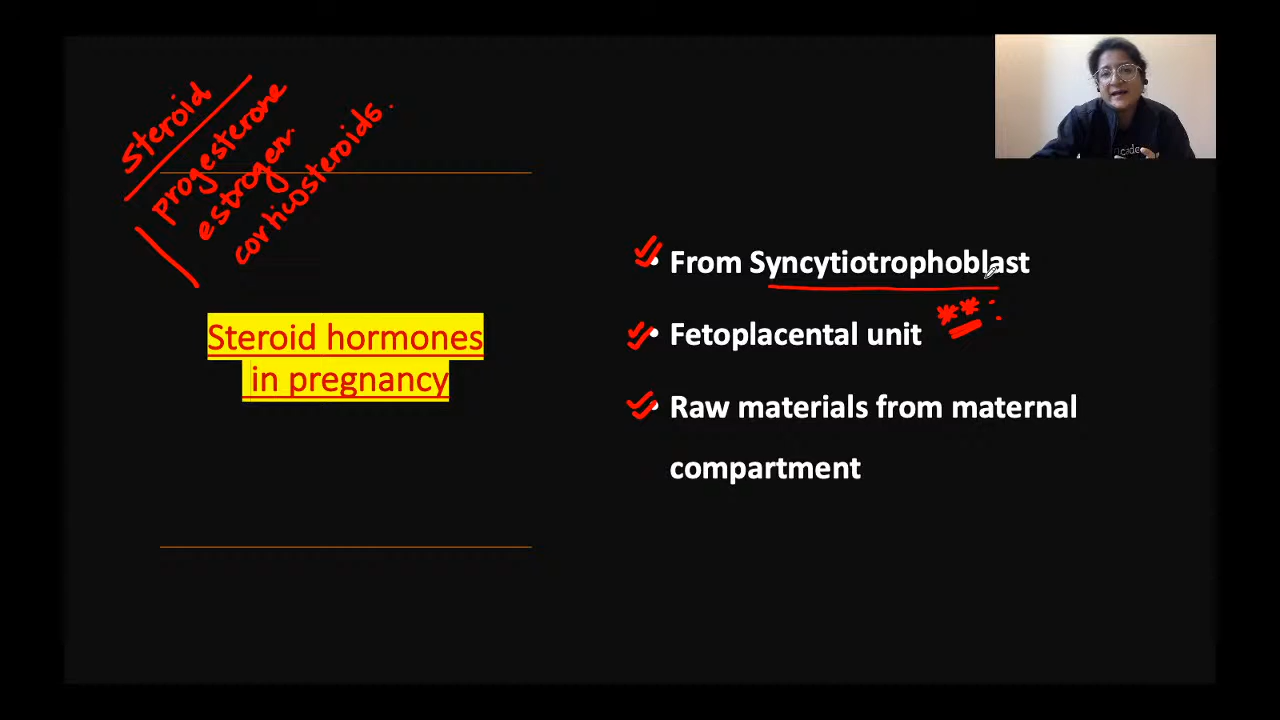 Steroid
progesterone
estrogen.
corticosteroids.
Steroid hormones
in pregnancy
• From Syncytiotrophoblast
• Fetoplacental unit **
• Raw materials from maternal
compartment